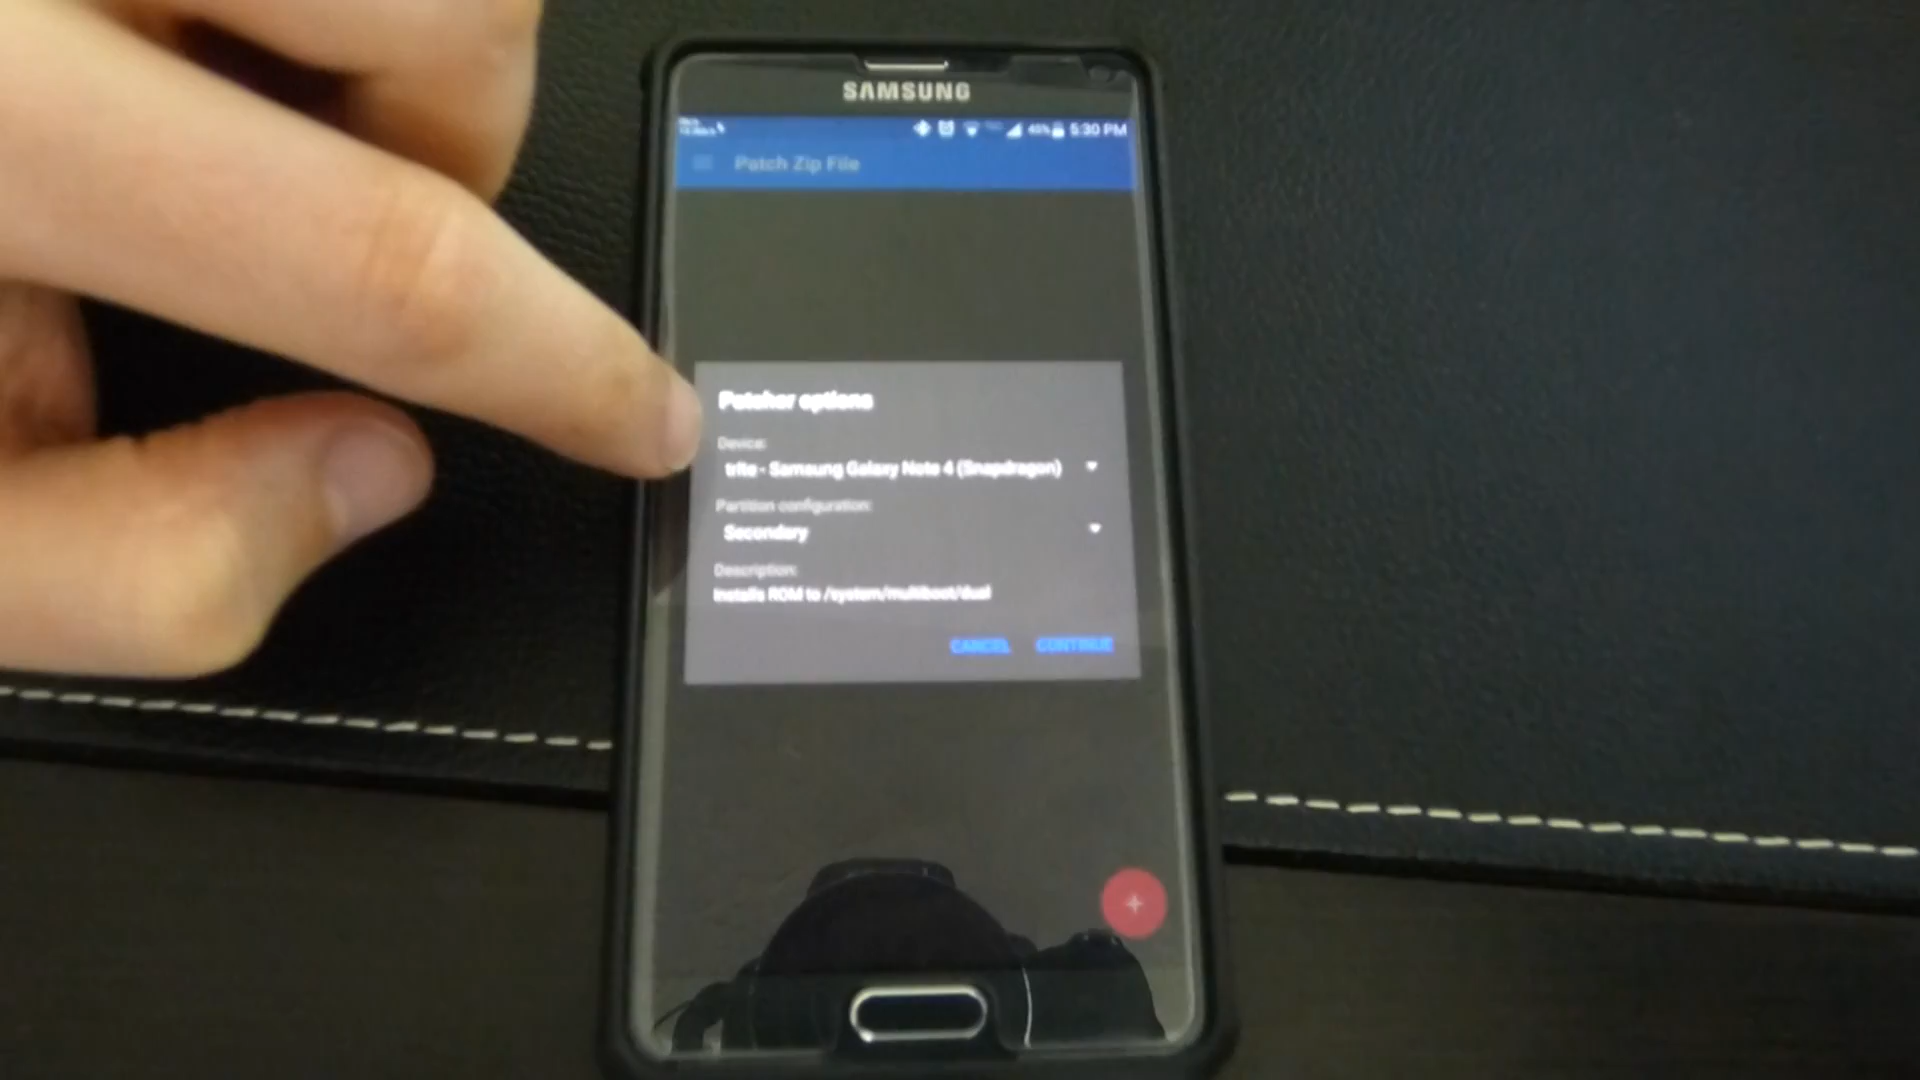 SAMSUNG
45% 5:30 PM
Patch Zip File
Patcher options
Device:
trlte - Samsung Galaxy Note 4 (Snapdragon)
Partition configuration:
Secondary
Description:
Installs ROM to /system/multiboot/dual
CANCEL CONTINUE